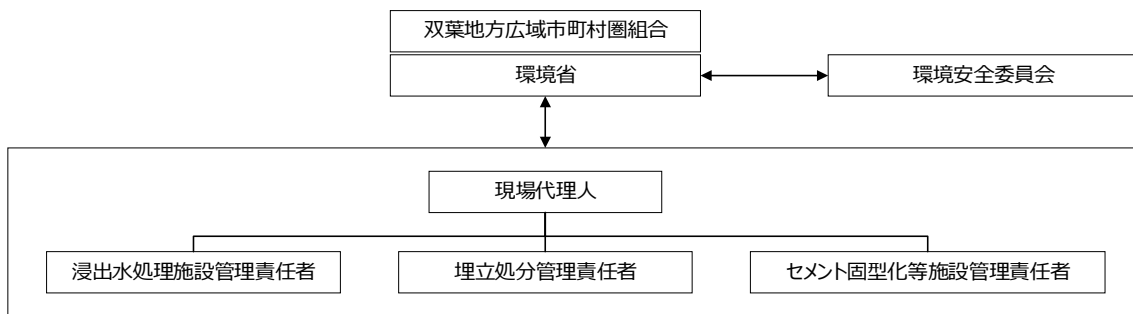 双葉地方広域市町村圏組合
環境省
環境安全委員会
現場代理人
浸出水処理施設管理責任者
埋立処分管理責任者
セメント固型化等施設管理責任者